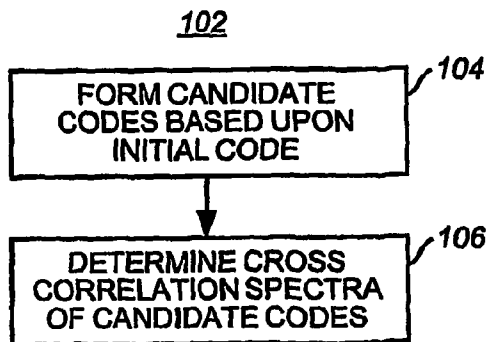 102
104
FORM CANDIDATE
CODES BASED UPON
INITIAL CODE
106
DETERMINE CROSS
CORRELATION SPECTRA
OF CANDIDATE CODES